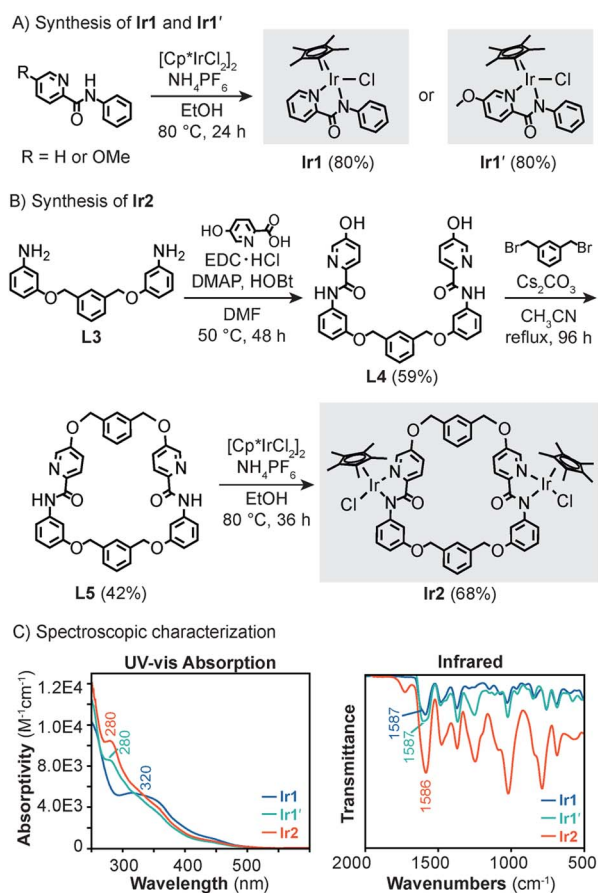 A) Synthesis of Ir1 and Ir1′
R
N
H
N
O
R = H or OMe
[Cp*IrCl2]2
NH4PF6
EtOH
80 °C, 24 h
Ir
Cl
N
N
O
Ir1 (80%)
or
Ir
Cl
N
N
O
O
Ir1′ (80%)
B) Synthesis of Ir2
NH2
NH2
O
O
L3
HO
N
O
OH
EDC·HCl
DMAP, HOBt
DMF
50 °C, 48 h
OH
OH
N
N
O
O
NH
NH
O
O
L4 (59%)
Br
Br
Cs2CO3
CH3CN
reflux, 96 h
O
O
N
N
O
O
NH
NH
O
O
L5 (42%)
[Cp*IrCl2]2
NH4PF6
EtOH
80 °C, 36 h
O
O
Ir
N
N
Ir
Cl
N
O
O
N
Cl
O
O
Ir2 (68%)
C) Spectroscopic characterization
UV-vis Absorption
Absorptivity (M-1cm-1)
1.2E4
1.0E4
8.0E3
4.0E3
0
280
280
320
Ir1
Ir1′
Ir2
300
400
500
Wavelength (nm)
Infrared
Transmittance
1587
1587
1586
Ir1
Ir1′
Ir2
2000
1500
1000
500
Wavenumbers (cm-1)